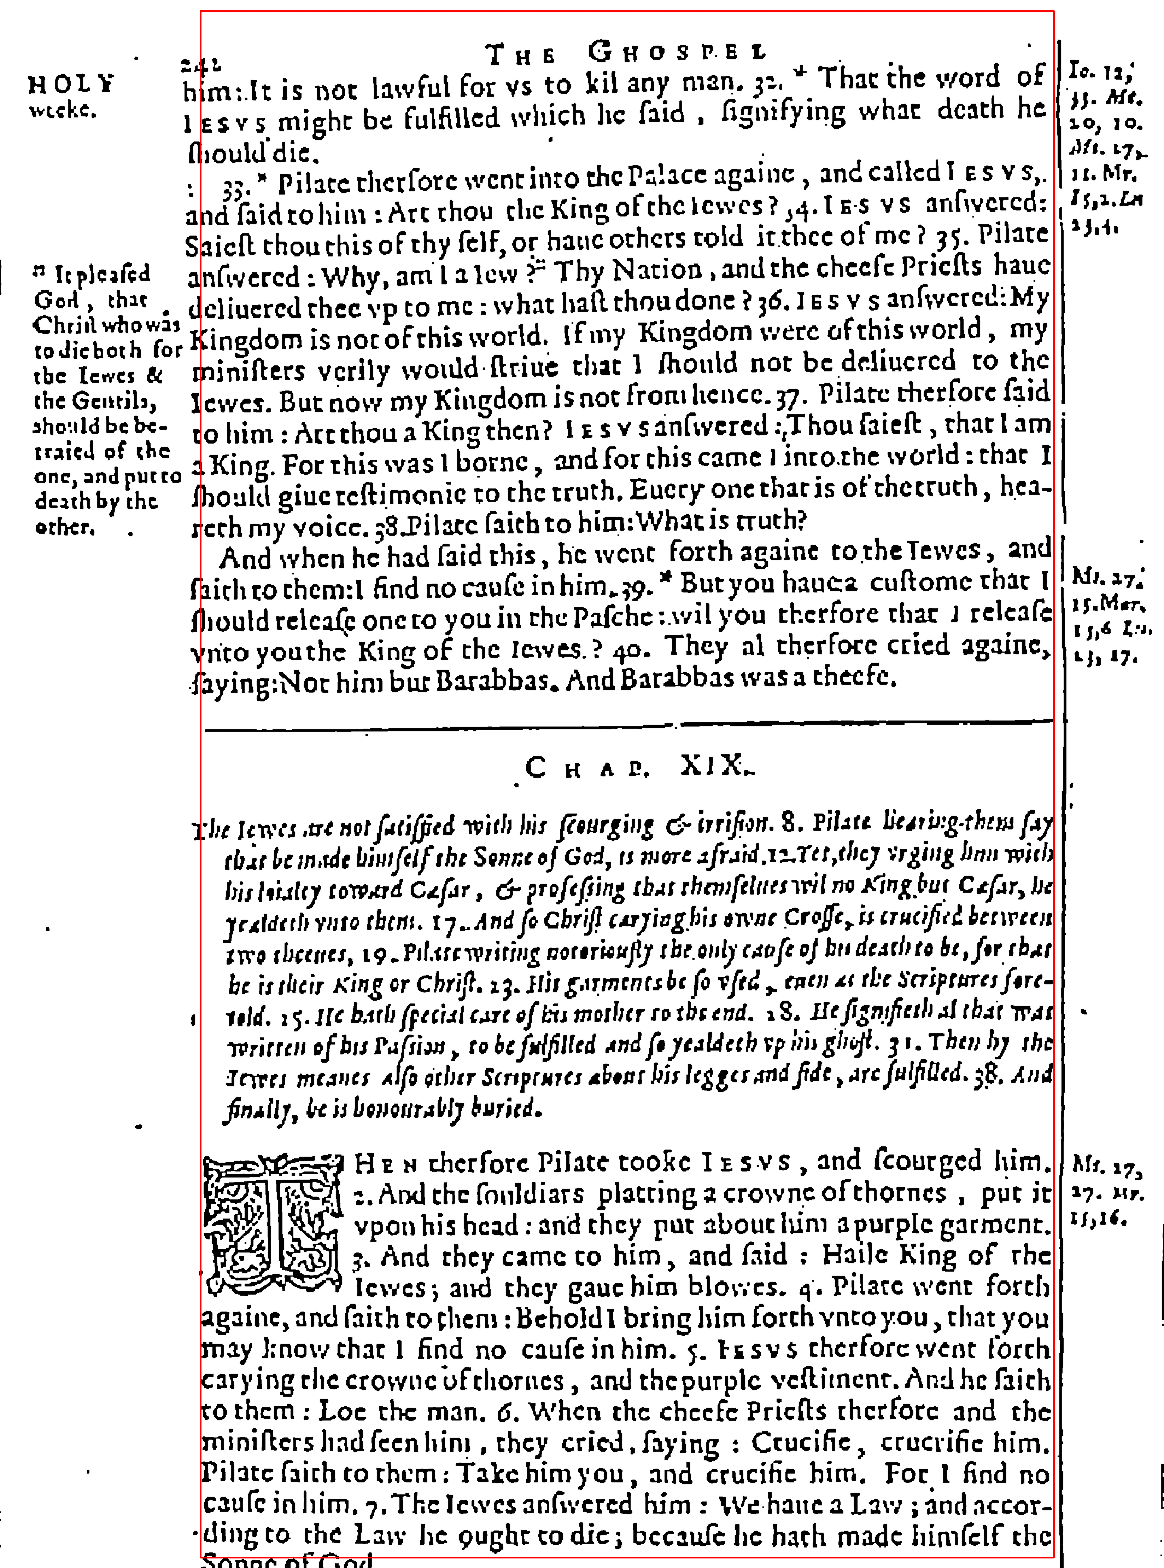 THE GHOSPEL
242
HOLY
weeke.
him: It is not lawful for vs to kil any man. 32. * That the word of
IESVS might be fulfilled which he ſaid, ſignifying what death he
ſhould die.
33. * Pilate therfore went into the Palace againe, and called IESVS,
and ſaid to him: Art thou the King of the Iewes? 34. IESVS anſwered:
Saieſt thou this of thy ſelf, or haue others told it thee of me? 35. Pilate
anſwered: Why, am I a Iew? " Thy Nation, and the cheefe Prieſts haue
deliuered thee vp to me: what haſt thou done? 36. IESVS anſwered: My
Kingdom is not of this world. If my Kingdom were of this world, my
miniſters verily would ſtriue that I ſhould not be deliuered to the
Iewes. But now my Kingdom is not from hence. 37. Pilate therfore ſaid
to him: Art thou a King then? IESVS anſwered: Thou ſaieſt, that I am
a King. For this was I borne, and for this came I into the world: that I
ſhould giue teſtimonie to the truth. Euery one that is of the truth, hea-
reth my voice. 38. Pilate ſaith to him: What is truth?
And when he had ſaid this, he went forth againe to the Iewes, and
ſaith to them: I find no cauſe in him. 39. * But you haue a cuſtome that I
ſhould releaſe one to you in the Paſche: wil you therfore that I releaſe
vnto you the King of the Iewes? 40. They al therfore cried againe,
ſaying: Not him but Barabbas. And Barabbas was a theefe.
Io. 12,
33. Mt.
20, 19.
Mt. 27,
11. Mr.
15, 2. Lu
23, 3.
" It pleaſed
God, that
Chriſt who was
to die both for
the Iewes &
the Gentils,
should be be-
traied of the
one, and put to
death by the
other.
Mt. 27,
15. Mar.
15, 6 Lu.
23, 17.
CHAP. XIX.
The Iewes are not ſatiſfied with his ſcourging & irriſion. 8. Pilate hearing them ſay
that he made himſelf the Sonne of God, is more afraid. 12. Yet, they vrging him with
his loialty toward Cæſar, & profeſſing that themſelues wil no King but Cæſar, he
yealdeth vnto them. 17. And ſo Chriſt carying his owne Croſſe, is crucified between
two theeues, 19. Pilate writing notoriouſly the only cauſe of his death to be, for that
he is their King or Chriſt. 23. His garments be ſo vſed, euen as the Scriptures fore-
told. 25. He hath ſpecial care of his mother to the end. 28. He ſignifieth al that was
written of his Paſsion, to be fulfilled and ſo yealdeth vp his ghoſt. 31. Then by the
Iewes meanes alſo other Scriptures about his legges and ſide, are fulfilled. 38. And
finally, he is honourably buried.
THEN therfore Pilate tooke IESVS, and ſcourged him.
2. And the ſouldiars platting a crowne of thornes, put it
vpon his head: and they put about him a purple garment.
3. And they came to him, and ſaid: Haile King of the
Iewes; and they gaue him blowes. 4. Pilate went forth
againe, and ſaith to them: Behold I bring him forth vnto you, that you
may know that I find no cauſe in him. 5. IESVS therfore went forth
carying the crowne of thornes, and the purple veſtiment. And he ſaith
to them: Loe the man. 6. When the cheefe Prieſts therfore and the
miniſters had ſeen him, they cried, ſaying: Crucifie, crucifie him.
Pilate ſaith to them: Take him you, and crucifie him. For I find no
cauſe in him. 7. The Iewes anſwered him: We haue a Law; and accor-
ding to the Law he ought to die; becauſe he hath made himſelf the
Sonne of God
Mt. 27,
27. Mr.
15, 16.